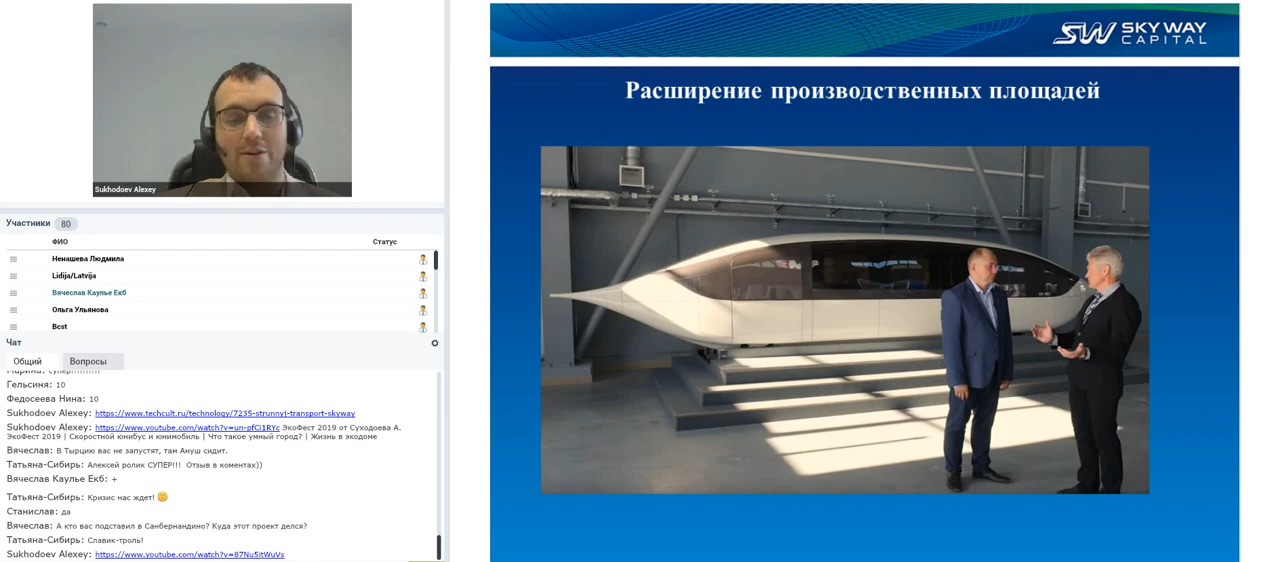 Sukhodoev Alexey
Участники 80
ФИО Статус
Ненашева Людмила
Lidija/Latvija
Вячеслав Каулье Екб
Ольга Ульянова
Bcst
Чат
Общий Вопросы
Гельсиня: 10
Федосеева Нина: 10
Sukhodoev Alexey: https://www.techcult.ru/technology/7235-strunnyj-transport-skyway
Sukhodoev Alexey: https://www.youtube.com/watch?v=un-pfCi1RYc ЭкоФест 2019 от Суходоева А.
ЭкоФест 2019 | Скоростной юнибус и юнимобиль | Что такое умный город? | Жизнь в экодоме
Вячеслав: В Тырцию вас не запустят, там Ануш сидит.
Татьяна-Сибирь: Алексей ролик СУПЕР!!! Отзыв в коментах))
Вячеслав Каулье Екб: +
Татьяна-Сибирь: Кризис нас ждет!
Станислав: да
Вячеслав: А кто вас подставил в Санбернандино? Куда этот проект делся?
Татьяна-Сибирь: Славик-троль!
Sukhodoev Alexey: https://www.youtube.com/watch?v=87Nu5itWuVs
SW SKY WAY
CAPITAL
Расширение производственных площадей